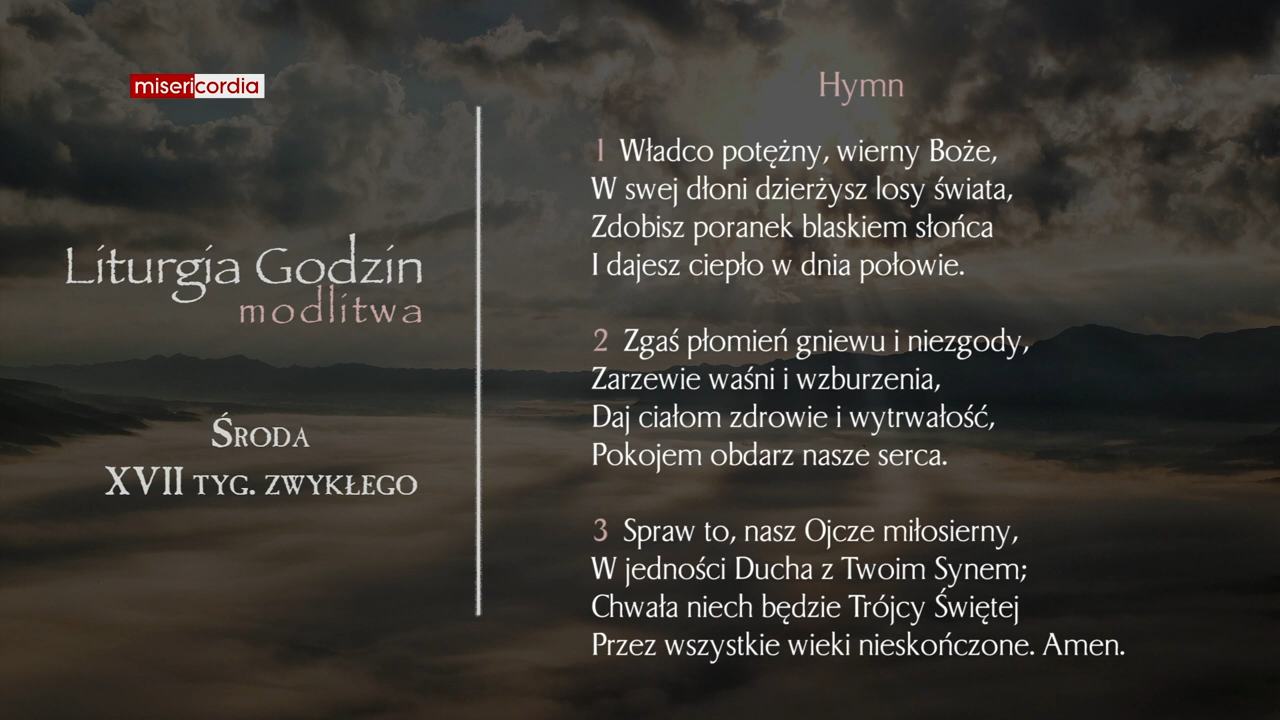 misericordia
Liturgia Godzin
modlitwa
Środa
XVII tyg. zwykłego
Hymn
1 Władco potężny, wierny Boże,
W swej dłoni dzierżysz losy świata,
Zdobisz poranek blaskiem słońca
I dajesz ciepło w dnia połowie.
2 Zgaś płomień gniewu i niezgody,
Zarzewie waśni i wzburzenia,
Daj ciałom zdrowie i wytrwałość,
Pokojem obdarz nasze serca.
3 Spraw to, nasz Ojcze miłosierny,
W jedności Ducha z Twoim Synem;
Chwała niech będzie Trójcy Świętej
Przez wszystkie wieki nieskończone. Amen.